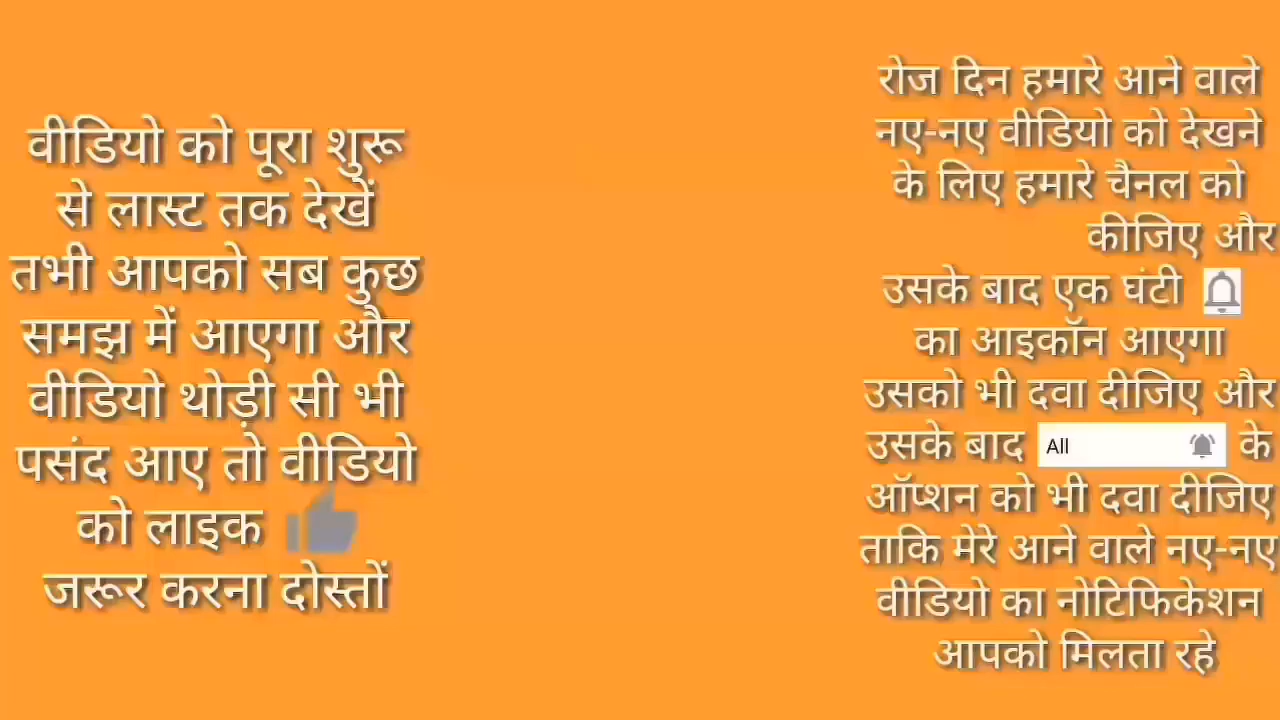 वीडियो को पूरा शुरू
से लास्ट तक देखें
तभी आपको सब कुछ
समझ में आएगा और
वीडियो थोड़ी सी भी
पसंद आए तो वीडियो
को लाइक
जरूर करना दोस्तों
रोज दिन हमारे आने वाले
नए-नए वीडियो को देखने
के लिए हमारे चैनल को
कीजिए और
उसके बाद एक घंटी
का आइकॉन आएगा
उसको भी दवा दीजिए और
उसके बाद All के
ऑप्शन को भी दवा दीजिए
ताकि मेरे आने वाले नए-नए
वीडियो का नोटिफिकेशन
आपको मिलता रहे